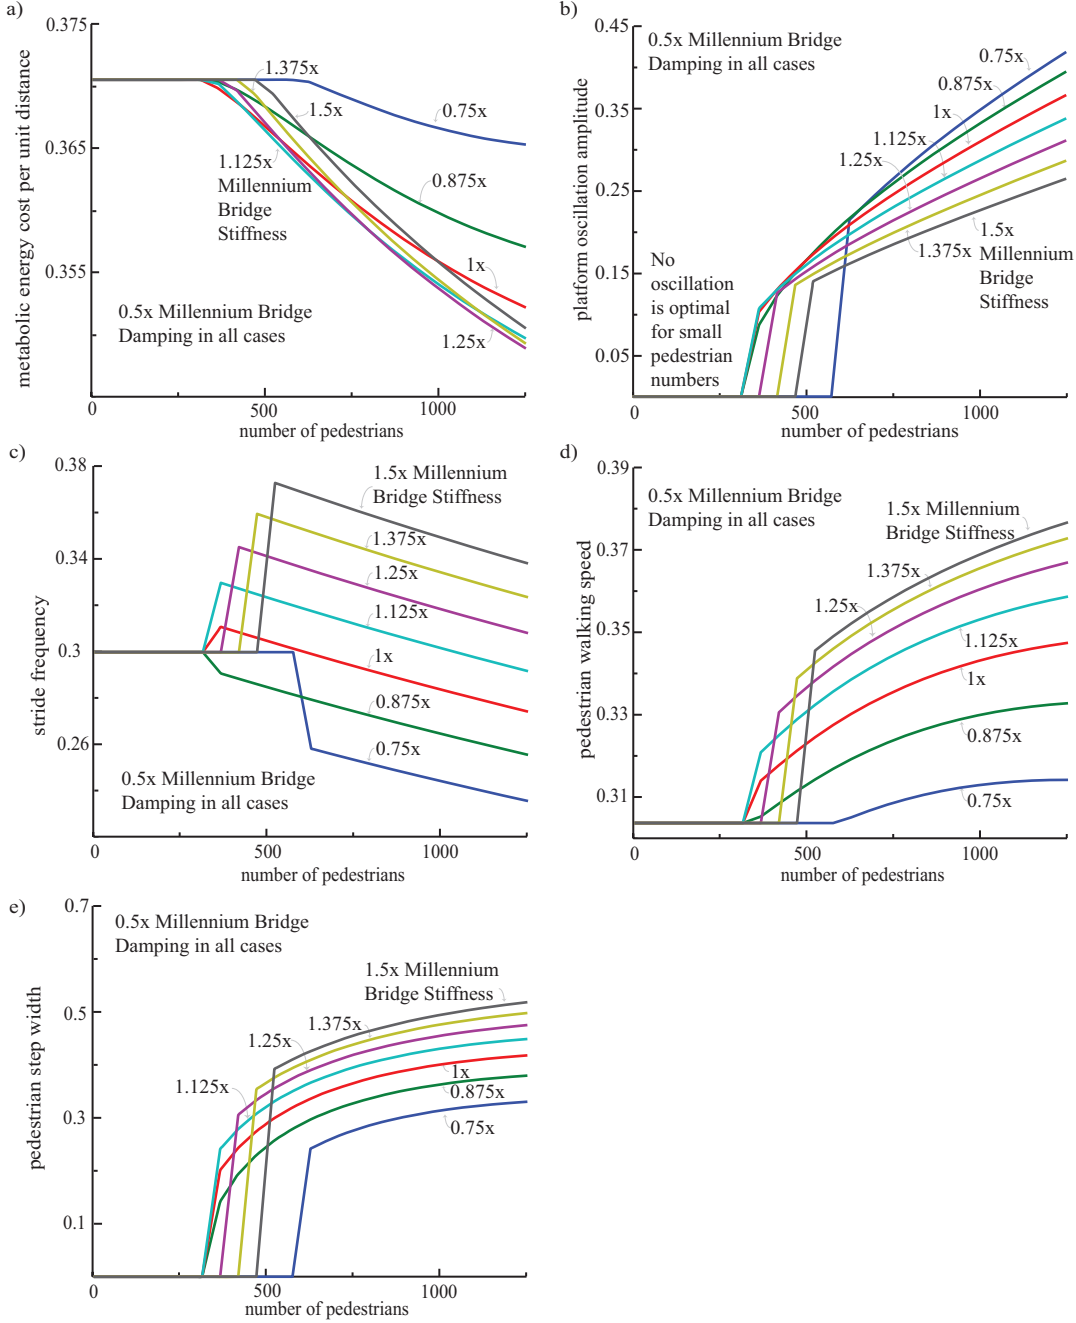 a)
0.375
0.365
0.355
metabolic energy cost per unit distance
1.375x
1.5x
0.75x
1.125x
Millennium
Bridge
Stiffness
0.875x
1x
0.5x Millennium Bridge
Damping in all cases
1.25x
0
500
1000
number of pedestrians
b)
0.45
0.35
0.25
0.15
0.05
platform oscillation amplitude
0.5x Millennium Bridge
Damping in all cases
0.75x
0.875x
1x
1.125x
1.25x
No
oscillation
is optimal
for small
pedestrian
numbers
1.5x
Millennium
Bridge
Stiffness
1.375x
0
500
1000
number of pedestrians
c)
0.38
0.34
0.3
0.26
stride frequency
1.5x Millennium
Bridge Stiffness
1.375x
1.25x
1.125x
1x
0.875x
0.75x
0.5x Millennium Bridge
Damping in all cases
0
500
1000
number of pedestrians
d)
0.39
0.37
0.35
0.33
0.31
pedestrian walking speed
0.5x Millennium Bridge
Damping in all cases
1.5x Millennium
Bridge Stiffness
1.375x
1.25x
1.125x
1x
0.875x
0.75x
0
500
1000
number of pedestrians
e)
0.7
0.5
0.3
0.1
pedestrian step width
0.5x Millennium Bridge
Damping in all cases
1.5x Millennium
Bridge Stiffness
1.375x
1.25x
1.125x
1x
0.875x
0.75x
0
500
1000
number of pedestrians